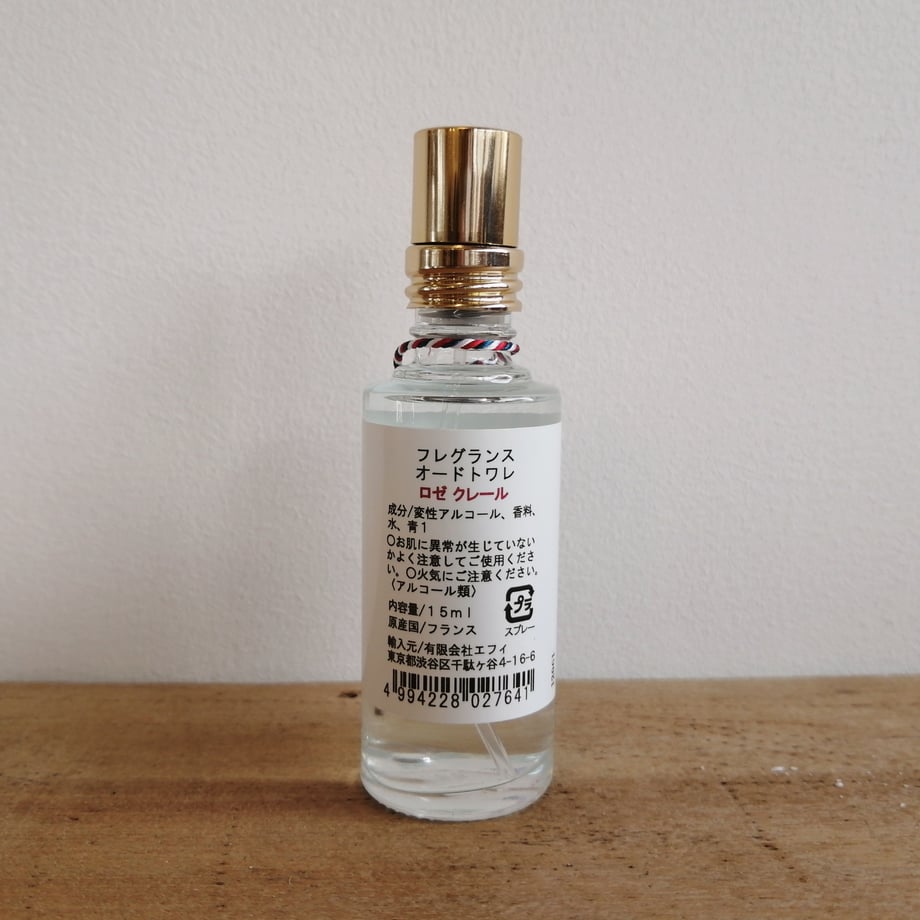 フレグランス
オードトワレ
ロゼ クレール
成分/変性アルコール、香料、
水、青1
○お肌に異常が生じていない
かよく注意してご使用くださ
い。○火気にご注意ください。
〈アルコール類〉
内容量/15ml
原産国/フランス
プラ
スプレー
輸入元/有限会社エフィ
東京都渋谷区千駄ヶ谷4-16-6
4 994228 027641